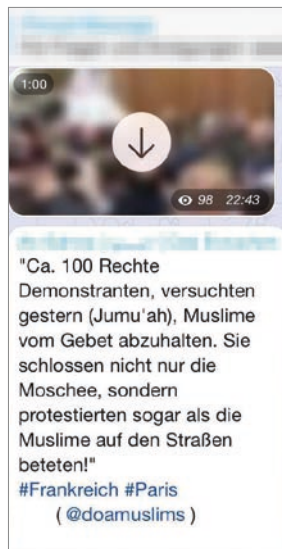 1:00
98 22:43
"Ca. 100 Rechte
Demonstranten, versuchten
gestern (Jumu'ah), Muslime
vom Gebet abzuhalten. Sie
schlossen nicht nur die
Moschee, sondern
protestierten sogar als die
Muslime auf den Straßen
beteten!"
#Frankreich #Paris
( @doamuslims )